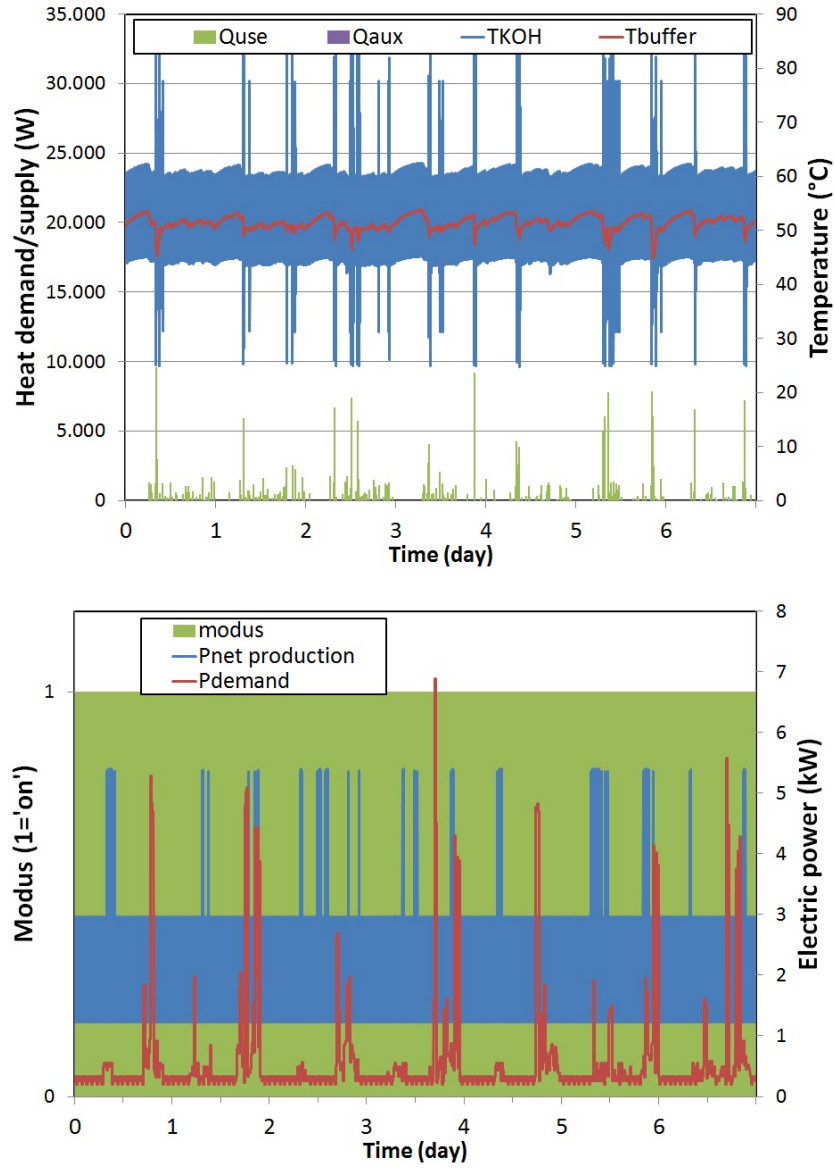 35.000
30.000
25.000
20.000
15.000
10.000
5.000
0
Heat demand/supply (W)
Quse Qaux TKOH Tbuffer
90
80
70
60
50
40
30
20
10
0
Temperature (°C)
0 1 2 3 4 5 6
Time (day)
1
0
Modus (1='on')
modus
Pnet production
Pdemand
8
7
6
5
4
3
2
1
0
Electric power (kW)
0 1 2 3 4 5 6
Time (day)